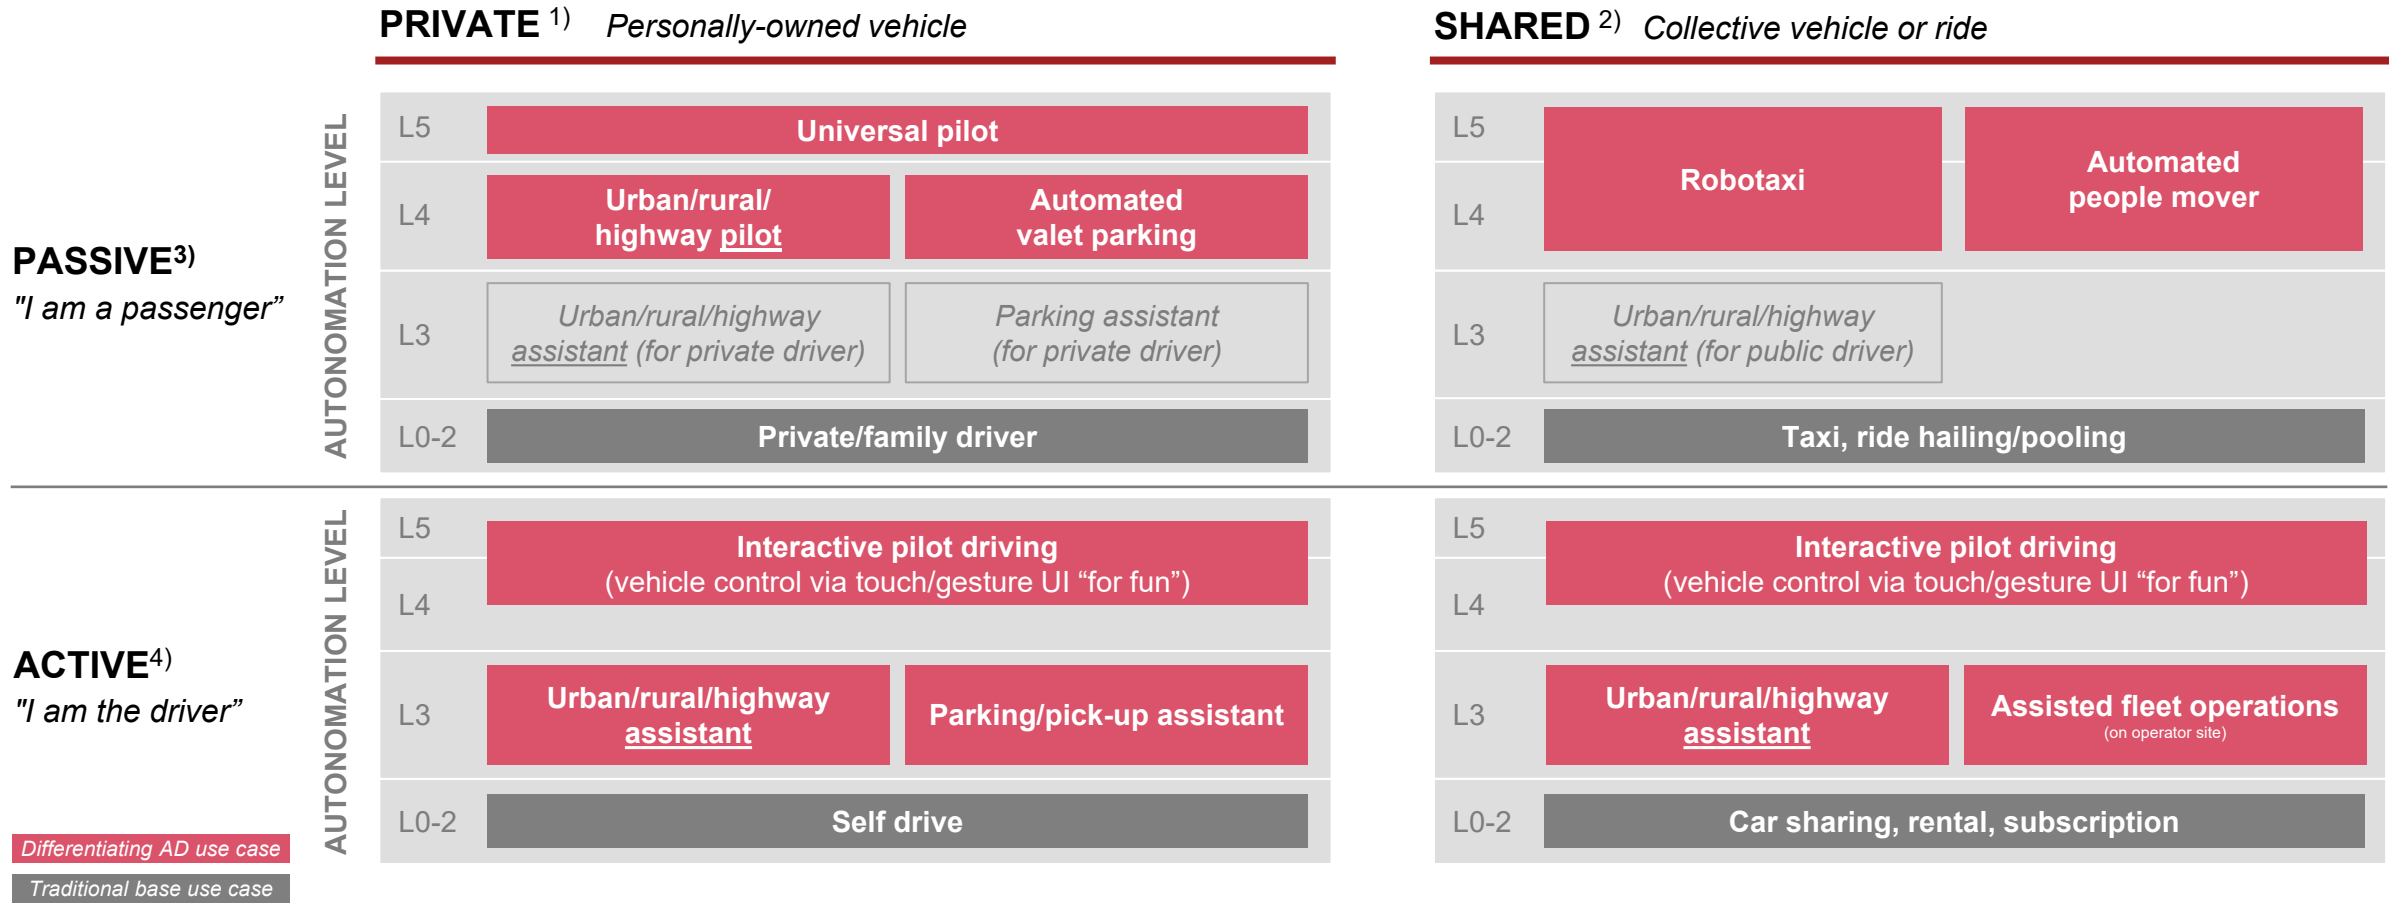 PRIVATE 1) Personally-owned vehicle
SHARED 2) Collective vehicle or ride
PASSIVE3)
"I am a passenger”
AUTOMATION LEVEL
L5
Universal pilot
L4
Urban/rural/
highway pilot
Automated
valet parking
L3
Urban/rural/highway
assistant (for private driver)
Parking assistant
(for private driver)
L0-2
Private/family driver
L5
L4
Robotaxi
Automated
people mover
L3
Urban/rural/highway
assistant (for public driver)
L0-2
Taxi, ride hailing/pooling
ACTIVE4)
"I am the driver”
AUTONOMATION LEVEL
L5
L4
Interactive pilot driving
(vehicle control via touch/gesture UI “for fun”)
L3
Urban/rural/highway
assistant
Parking/pick-up assistant
L0-2
Self drive
L5
L4
Interactive pilot driving
(vehicle control via touch/gesture UI “for fun”)
L3
Urban/rural/highway
assistant
Assisted fleet operations
(on operator site)
L0-2
Car sharing, rental, subscription
Differentiating AD use case
Traditional base use case